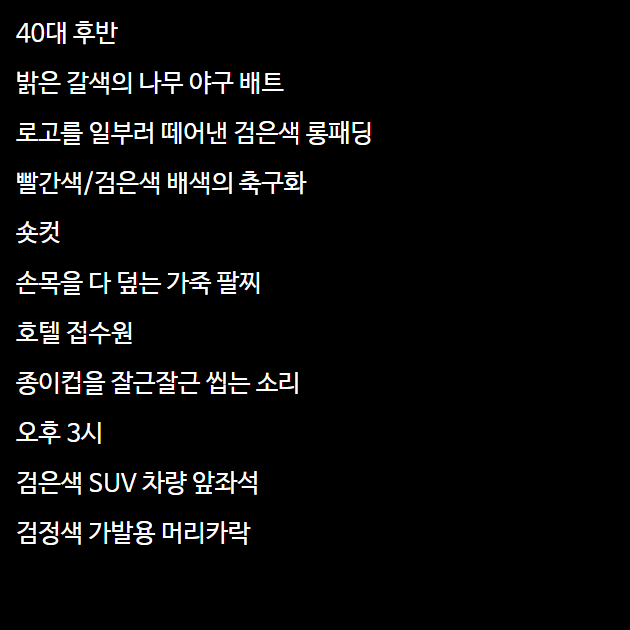 40대 후반
밝은 갈색의 나무 야구 배트
로고를 일부러 떼어낸 검은색 롱패딩
빨간색/검은색 배색의 축구화
숏컷
손목을 다 덮는 가죽 팔찌
호텔 접수원
종이컵을 잘근잘근 씹는 소리
오후 3시
검은색 SUV 차량 앞좌석
검정색 가발용 머리카락